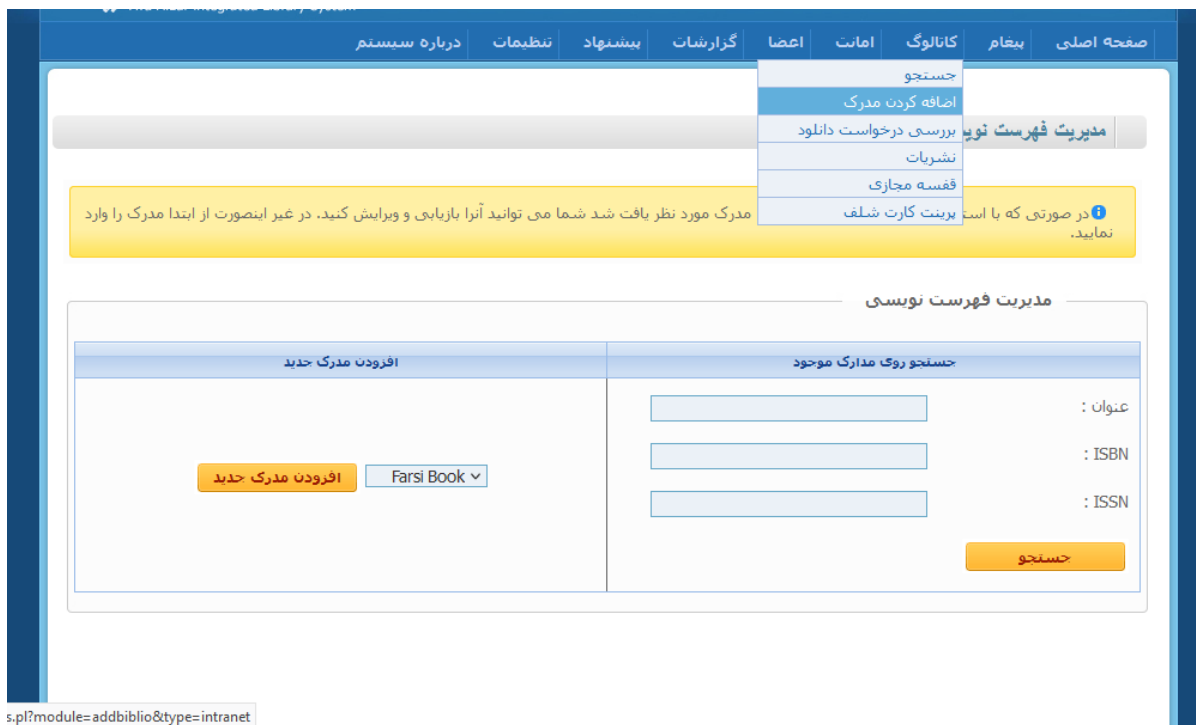 Integrated Library System
صفحه اصلی پیغام کاتالوگ امانت اعضا گزارشات پیشنهاد تنظیمات درباره سیستم
جستجو
اضافه کردن مدرک
بررسی درخواست دانلود
نشریات
قفسه مجازی
پرینت کارت شلف
مدیریت فهرست
در صورتی که با مدرک مورد نظر یافت شد شما می توانید آنرا بازیابی و ویرایش کنید. در غیر اینصورت از ابتدا مدرک را وارد
نمایید.
مدیریت فهرست نویسی
جستجو روی مدارک موجود
عنوان :
ISBN :
ISSN :
جستجو
افزودن مدرک جدید
Farsi Book افزودن مدرک جدید
s.pl?module=addbiblio&type=intranet